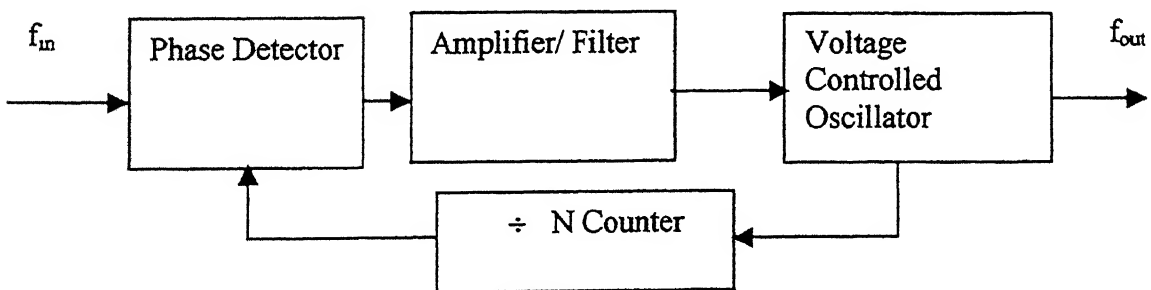 f_in
Phase Detector
Amplifier/ Filter
Voltage
Controlled
Oscillator
f_out
÷ N Counter